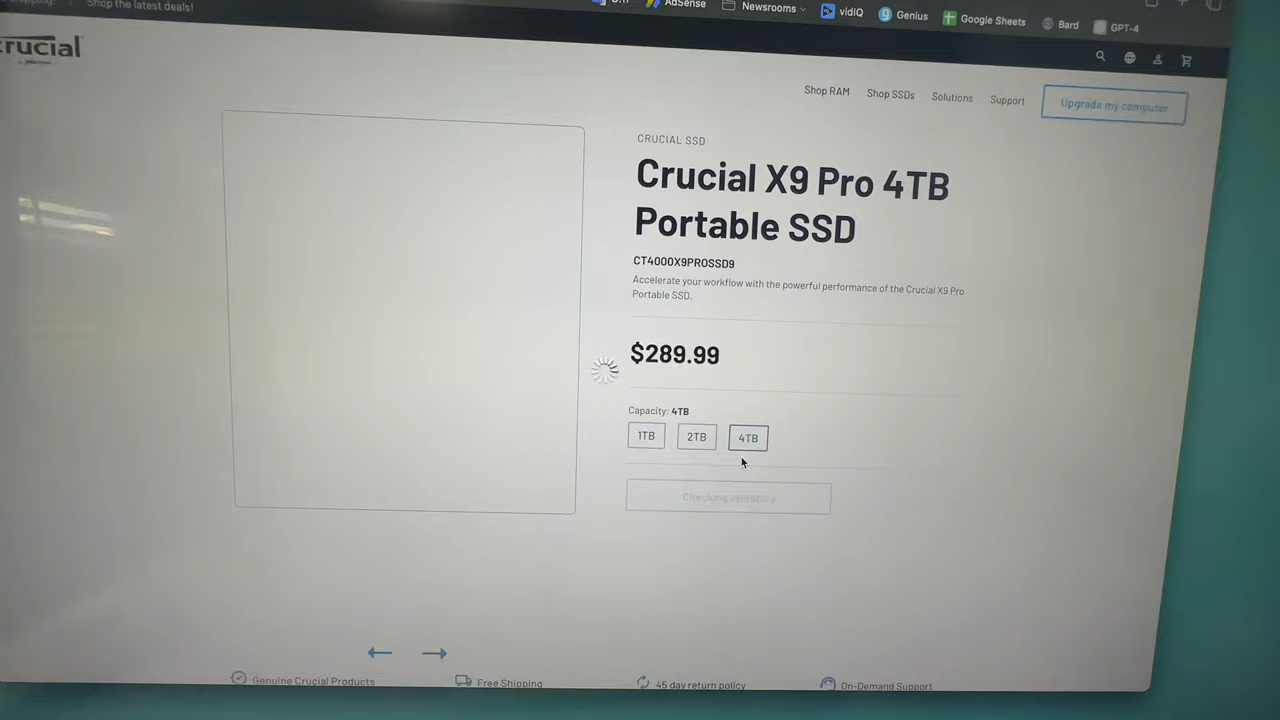 Shop the latest deals!
AdSense
Newsrooms
vidIQ
Genius
Google Sheets
Bard
GPT-4
crucial
Shop RAM
Shop SSDs
Solutions
Support
Upgrade my computer
CRUCIAL SSD
Crucial X9 Pro 4TB
Portable SSD
CT4000X9PROSSD9
Accelerate your workflow with the powerful performance of the Crucial X9 Pro
Portable SSD.
$289.99
Capacity: 4TB
1TB
2TB
4TB
Checking inventory
Genuine Crucial Products
Free Shipping
45 day return policy
On-Demand Support